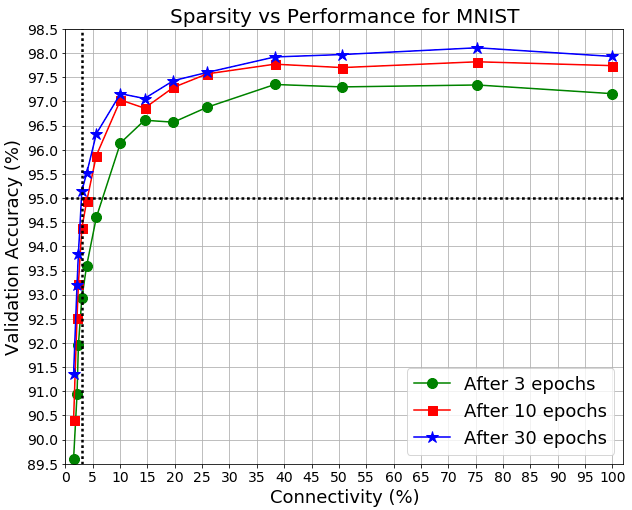 Sparsity vs Performance for MNIST
Validation Accuracy (%)
98.5
98.0
97.5
97.0
96.5
96.0
95.5
95.0
94.5
94.0
93.5
93.0
92.5
92.0
91.5
91.0
90.5
90.0
89.5
After 3 epochs
After 10 epochs
After 30 epochs
0 5 10 15 20 25 30 35 40 45 50 55 60 65 70 75 80 85 90 95 100
Connectivity (%)